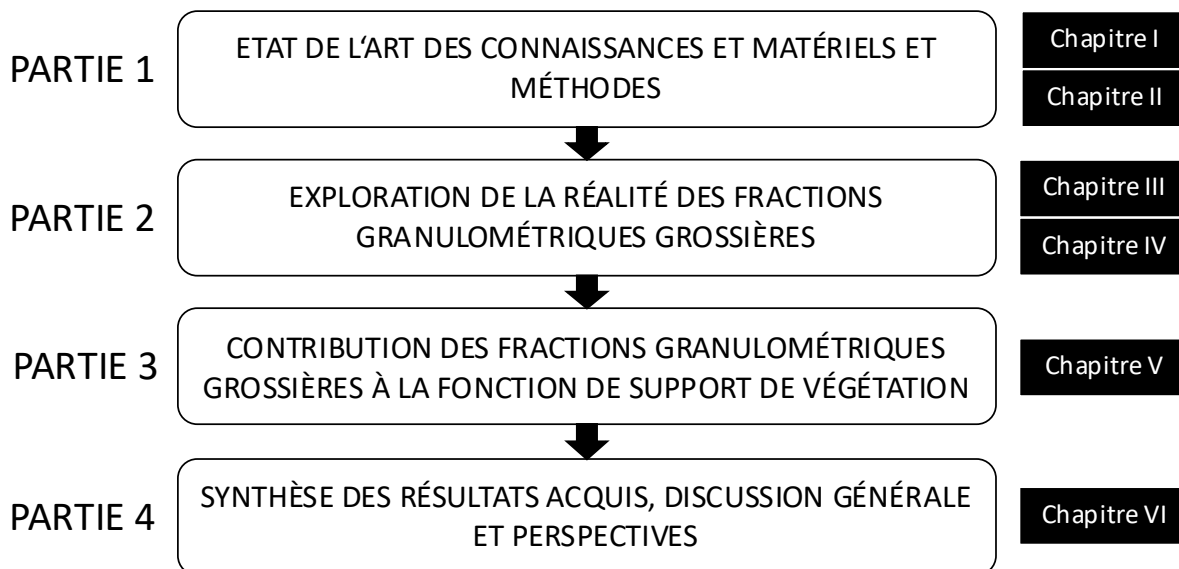 PARTIE 1
ETAT DE L‘ART DES CONNAISSANCES ET MATÉRIELS ET
MÉTHODES
Chapitre I
Chapitre II
PARTIE 2
EXPLORATION DE LA RÉALITÉ DES FRACTIONS
GRANULOMÉTRIQUES GROSSIÈRES
Chapitre III
Chapitre IV
PARTIE 3
CONTRIBUTION DES FRACTIONS GRANULOMÉTRIQUES
GROSSIÈRES À LA FONCTION DE SUPPORT DE VÉGÉTATION
Chapitre V
PARTIE 4
SYNTHÈSE DES RÉSULTATS ACQUIS, DISCUSSION GÉNÉRALE
ET PERSPECTIVES
Chapitre VI